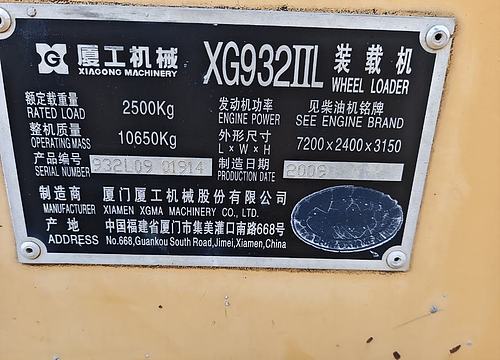 厦工机械
XIAGONG MACHINERY
XG932ⅢL 装载机
WHEEL LOADER
额定载重量
RATED LOAD
2500Kg
发动机功率
ENGINE POWER
见柴油机铭牌
SEE ENGINE BRAND
整机质量
OPERATING MASS
10650Kg
外形尺寸
L×W×H
7200×2400×3150
产品编号
SERIAL NUMBER
932L09 01914
制造日期
PRODUCTION DATE
2009
制造商
MANUFACTURER
厦门厦工机械股份有限公司
XIAMEN XGMA MACHINERY CO., LTD.
产地
ADDRESS
中国福建省厦门市集美灌口南路668号
No.668,Guankou South Road,Jimei,Xiamen,China